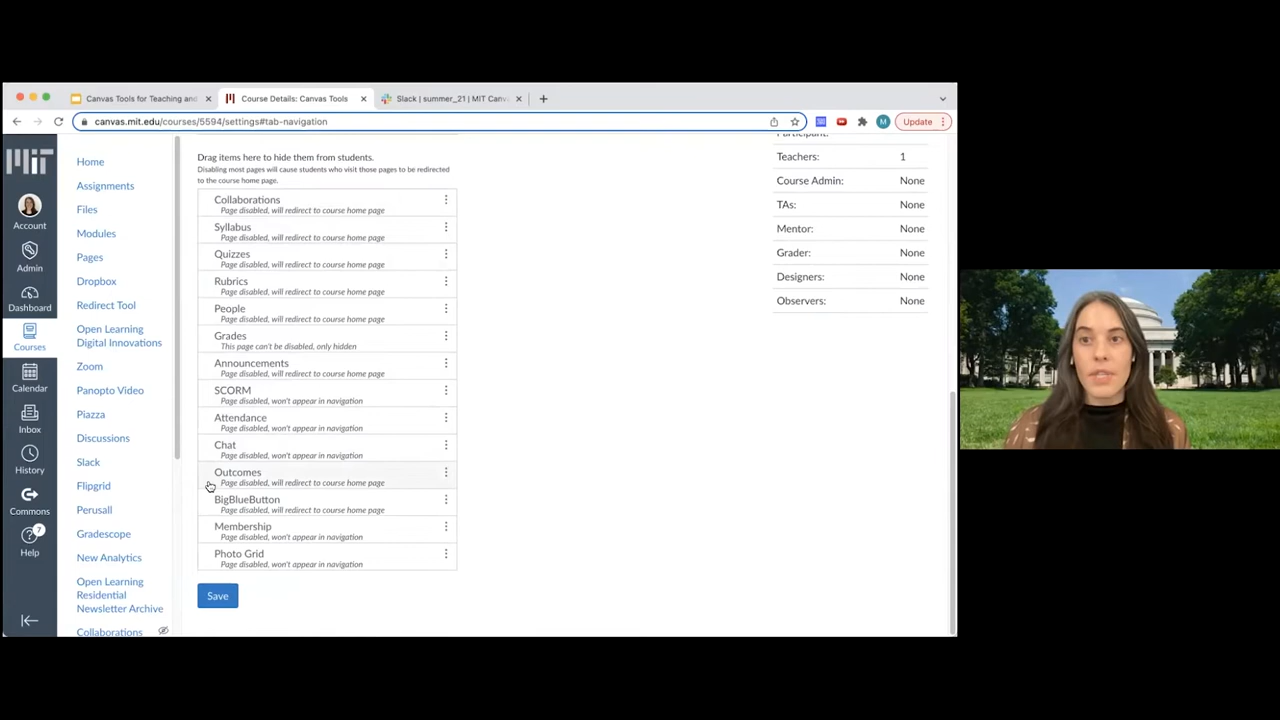 Canvas Tools for Teaching and
Course Details: Canvas Tools
Slack | summer_21 | MIT Canv
canvas.mit.edu/courses/5594/settings#tab-navigation
M
Update
MIT
Account
Admin
Dashboard
Courses
Calendar
Inbox
History
Commons
7
Help
Home
Assignments
Files
Modules
Pages
Dropbox
Redirect Tool
Open Learning
Digital Innovations
Zoom
Panopto Video
Piazza
Discussions
Slack
Flipgrid
Perusall
Gradescope
New Analytics
Open Learning
Residential
Newsletter Archive
Collaborations
Drag items here to hide them from students.
Disabling most pages will cause students who visit those pages to be redirected
to the course home page.
Collaborations
Page disabled, will redirect to course home page
Syllabus
Page disabled, will redirect to course home page
Quizzes
Page disabled, will redirect to course home page
Rubrics
Page disabled, will redirect to course home page
People
Page disabled, will redirect to course home page
Grades
This page can't be disabled, only hidden
Announcements
Page disabled, will redirect to course home page
SCORM
Page disabled, won't appear in navigation
Attendance
Page disabled, won't appear in navigation
Chat
Page disabled, won't appear in navigation
Outcomes
Page disabled, will redirect to course home page
BigBlueButton
Page disabled, will redirect to course home page
Membership
Page disabled, won't appear in navigation
Photo Grid
Page disabled, won't appear in navigation
Save
Participant:
Teachers: 1
Course Admin: None
TAs: None
Mentor: None
Grader: None
Designers: None
Observers: None